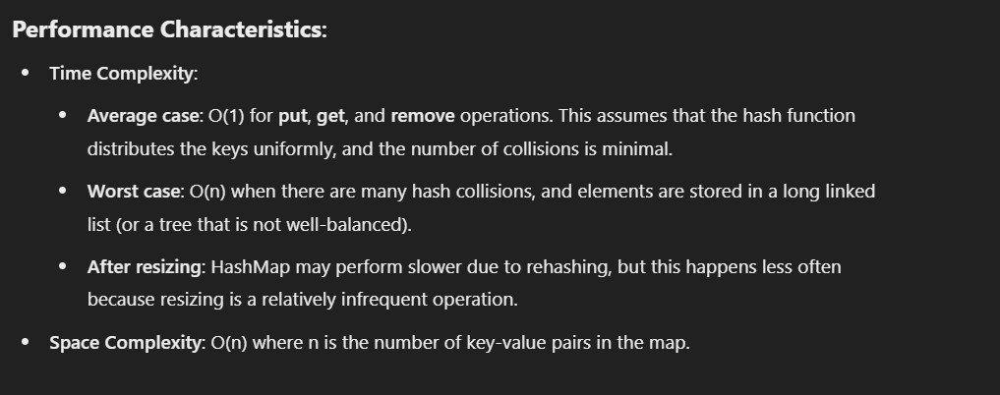 Performance Characteristics:
• Time Complexity:
• Average case: O(1) for put, get, and remove operations. This assumes that the hash function
distributes the keys uniformly, and the number of collisions is minimal.
• Worst case: O(n) when there are many hash collisions, and elements are stored in a long linked
list (or a tree that is not well-balanced).
• After resizing: HashMap may perform slower due to rehashing, but this happens less often
because resizing is a relatively infrequent operation.
• Space Complexity: O(n) where n is the number of key-value pairs in the map.